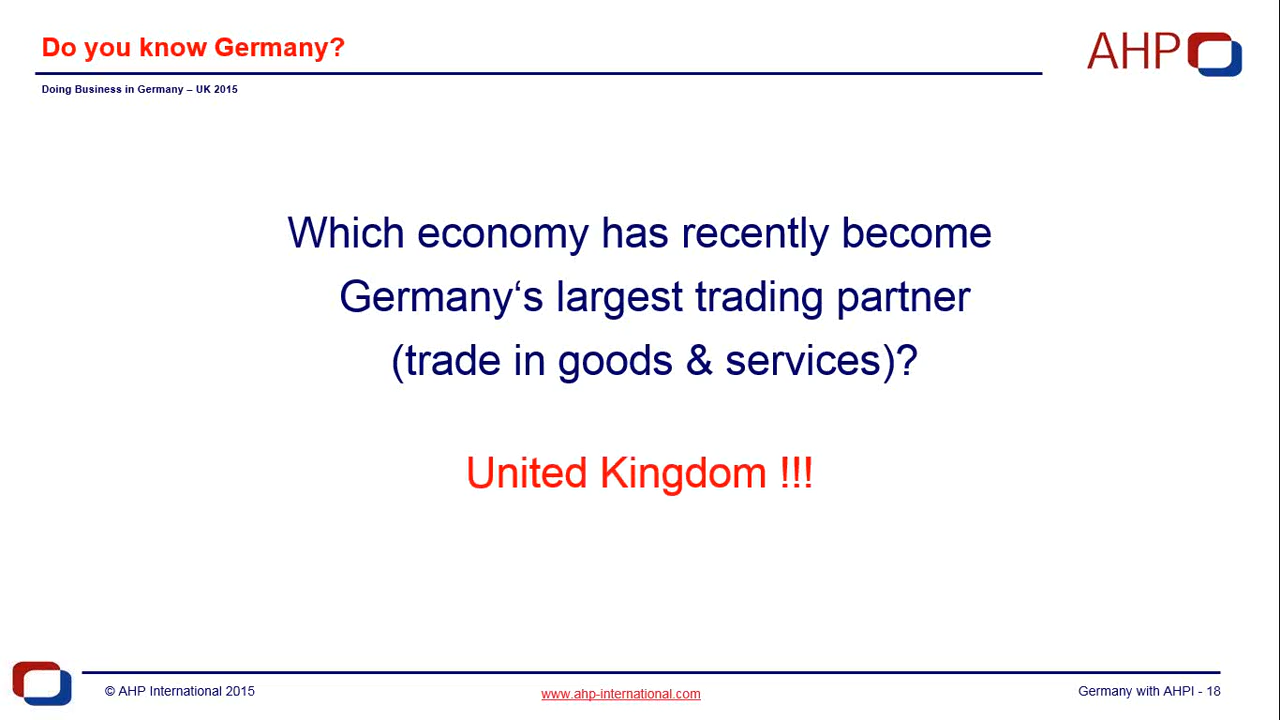 Do you know Germany?
AHP
Doing Business in Germany – UK 2015
Which economy has recently become
Germany‘s largest trading partner
(trade in goods & services)?
United Kingdom !!!
© AHP International 2015
www.ahp-international.com
Germany with AHPI - 18